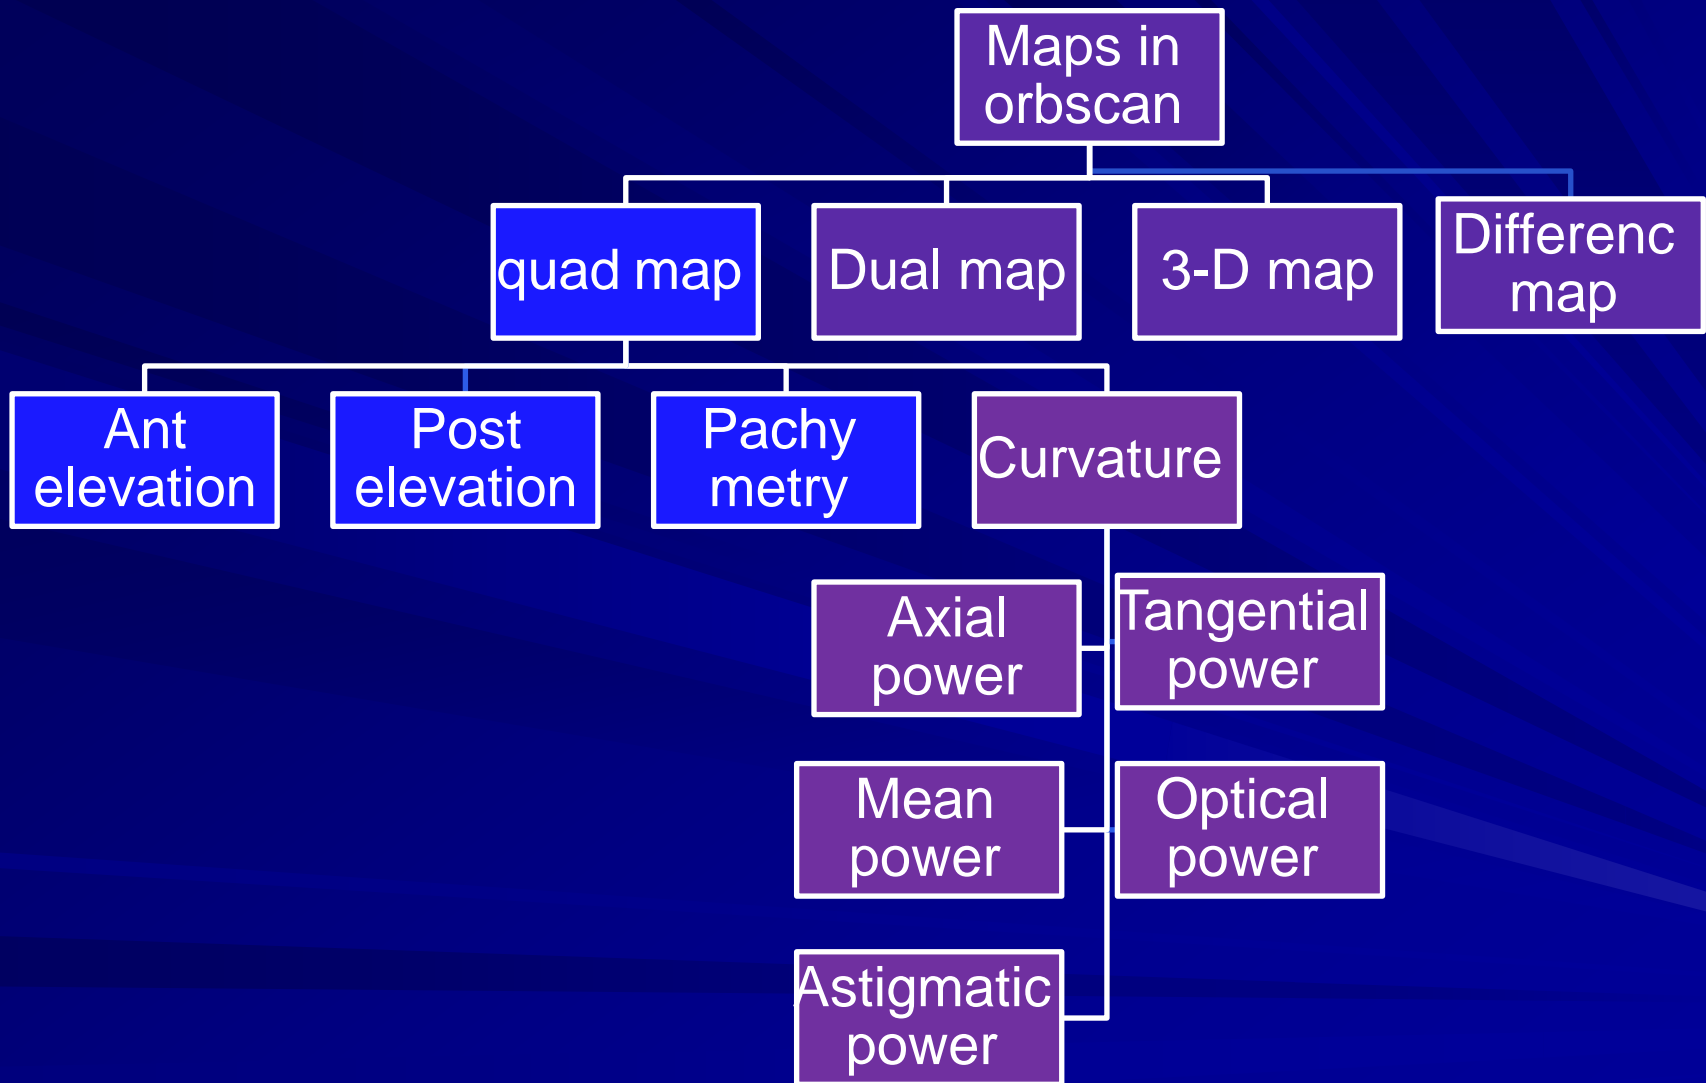 Maps in
orbscan
quad map
Dual map
3-D map
Differenc
map
Ant
elevation
Post
elevation
Pachy
metry
Curvature
Axial
power
Tangential
power
Mean
power
Optical
power
Astigmatic
power